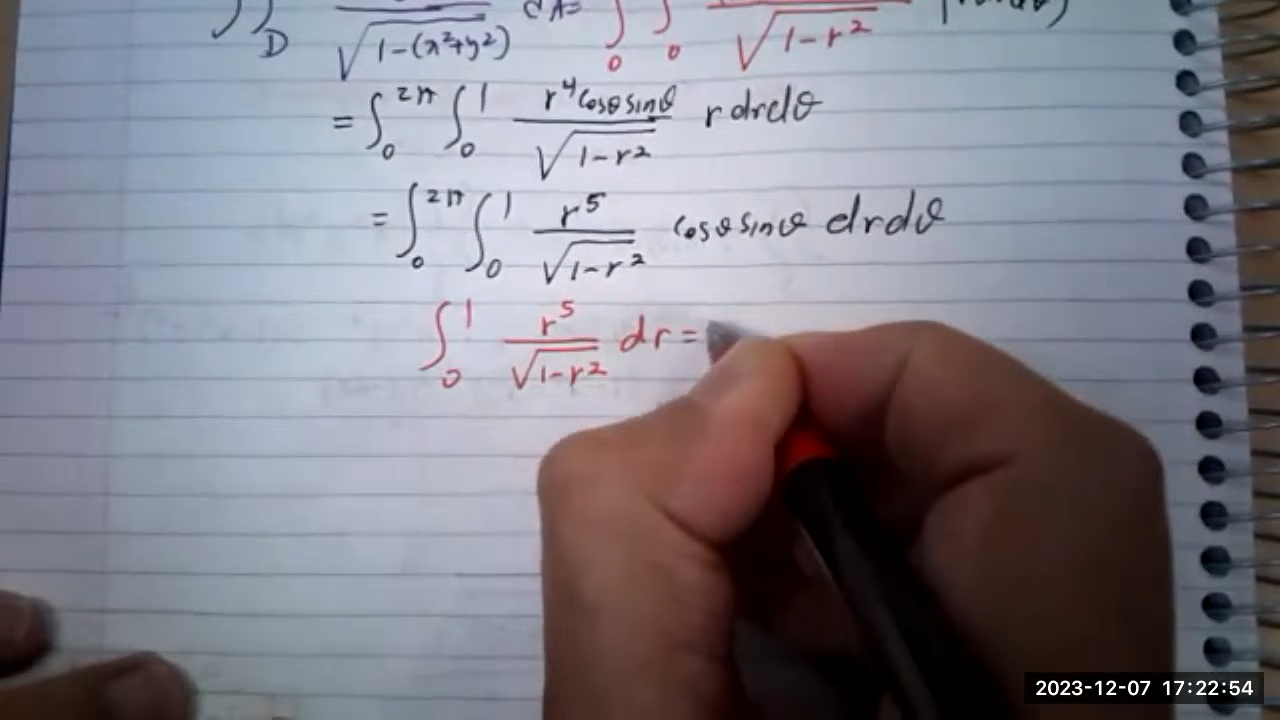 ∬_D √(1-(x²+y²)) dA = ∫_0 ∫_0 √(1-r²)
= ∫_0^{2π} ∫_0^1 r⁴cosθsinθ / √(1-r²) r dr dθ
= ∫_0^{2π} ∫_0^1 r⁵ / √(1-r²) cosθ sinθ dr dθ
∫_0^1 r⁵ / √(1-r²) dr =
2023-12-07 17:22:54